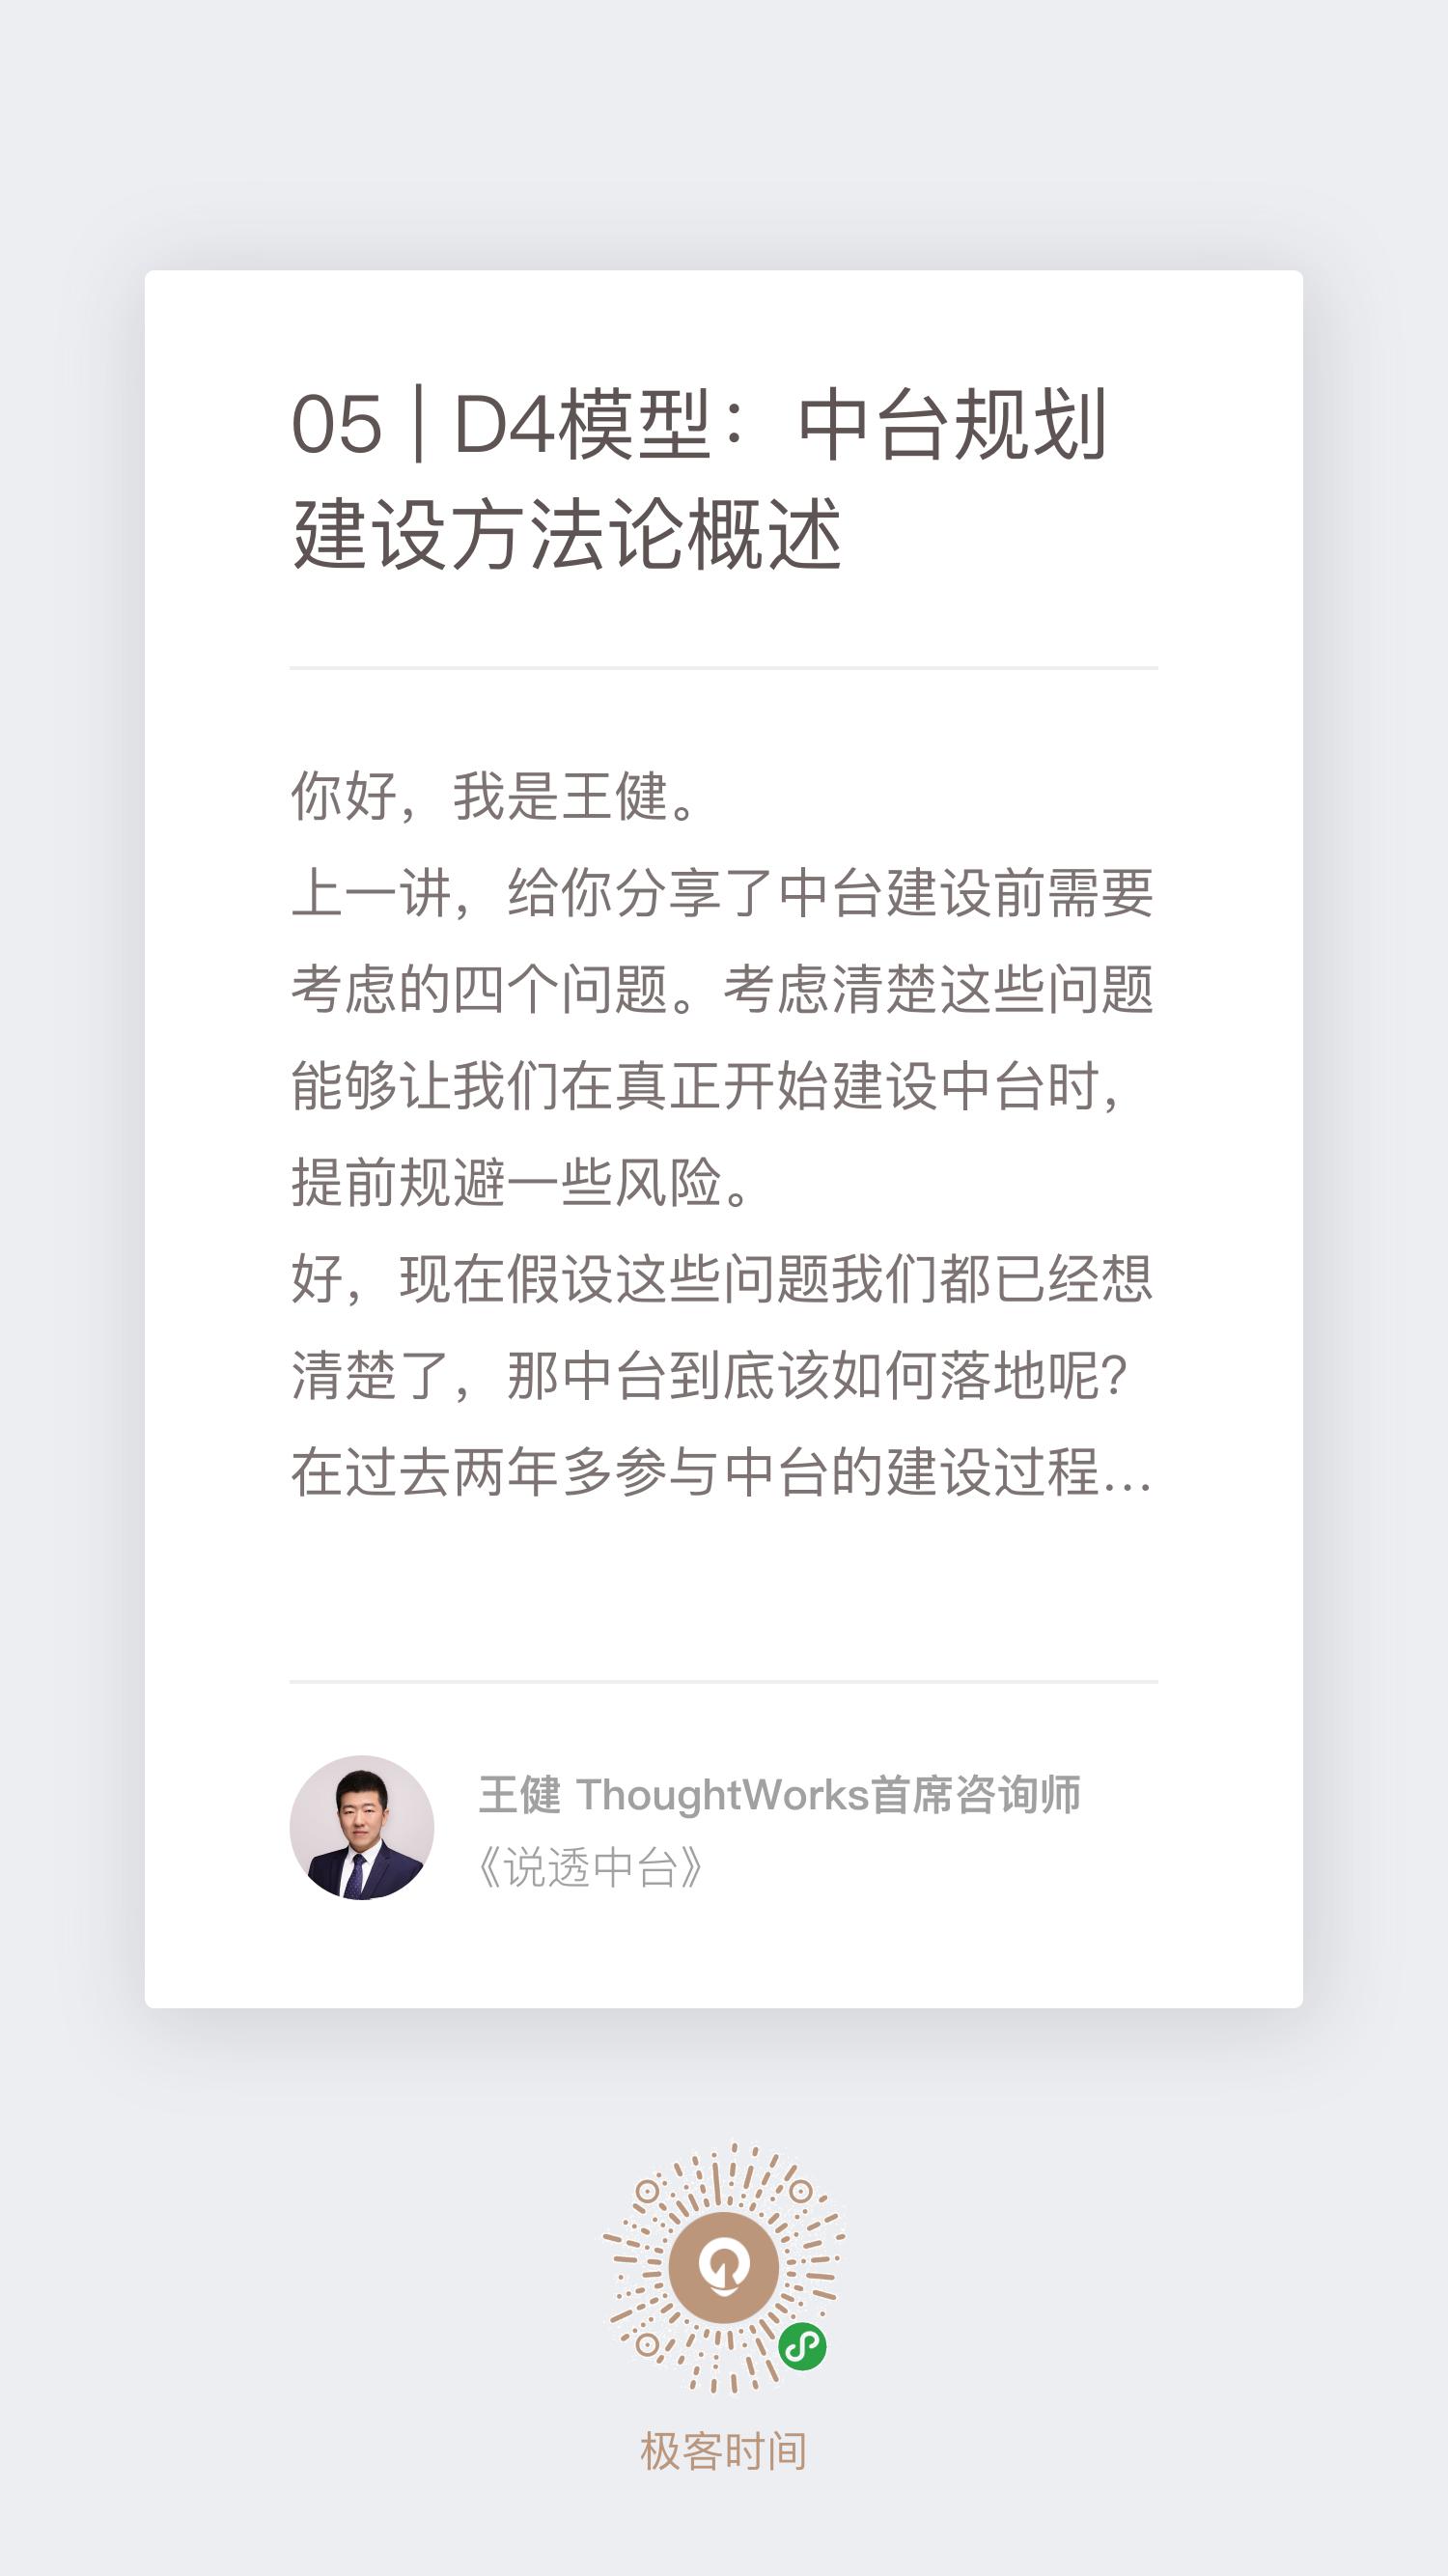 05 | D4模型：中台规划
建设方法论概述
你好，我是王健。
上一讲，给你分享了中台建设前需要
考虑的四个问题。考虑清楚这些问题
能够让我们在真正开始建设中台时，
提前规避一些风险。
好，现在假设这些问题我们都已经想
清楚了，那中台到底该如何落地呢？
在过去两年多参与中台的建设过程...
王健 ThoughtWorks首席咨询师
《说透中台》
极客时间